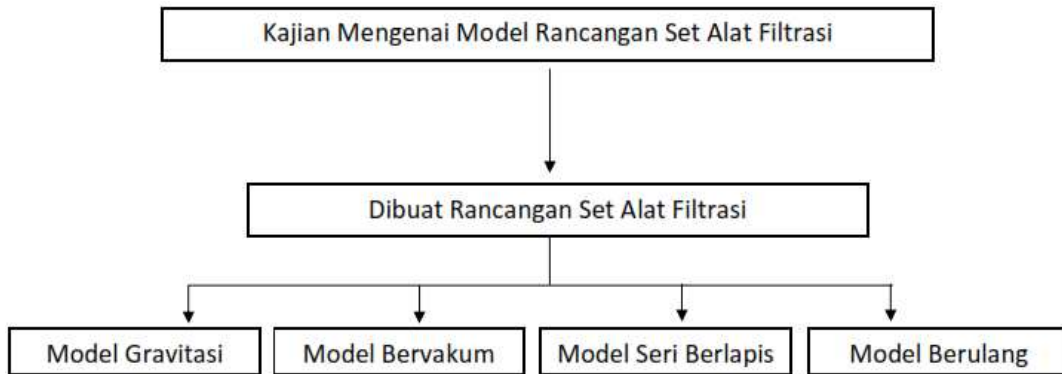 Kajian Mengenai Model Rancangan Set Alat Filtrasi
Dibuat Rancangan Set Alat Filtrasi
Model Gravitasi
Model Bervakum
Model Seri Berlapis
Model Berulang